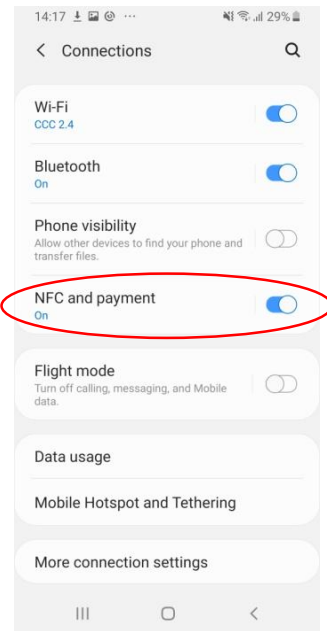 14:17 ... 29%
Connections
Wi-Fi
CCC 2.4
Bluetooth
On
Phone visibility
Allow other devices to find your phone and
transfer files.
NFC and payment
On
Flight mode
Turn off calling, messaging, and Mobile
data.
Data usage
Mobile Hotspot and Tethering
More connection settings